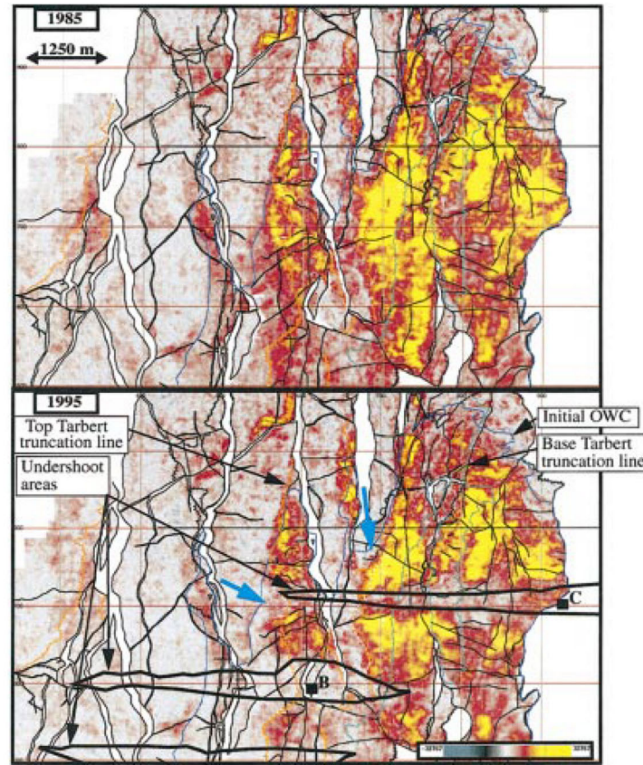 1985
1250 m
1995
Top Tarbert
truncation line
Undershoot
areas
Initial OWC
Base Tarbert
truncation line
C
B